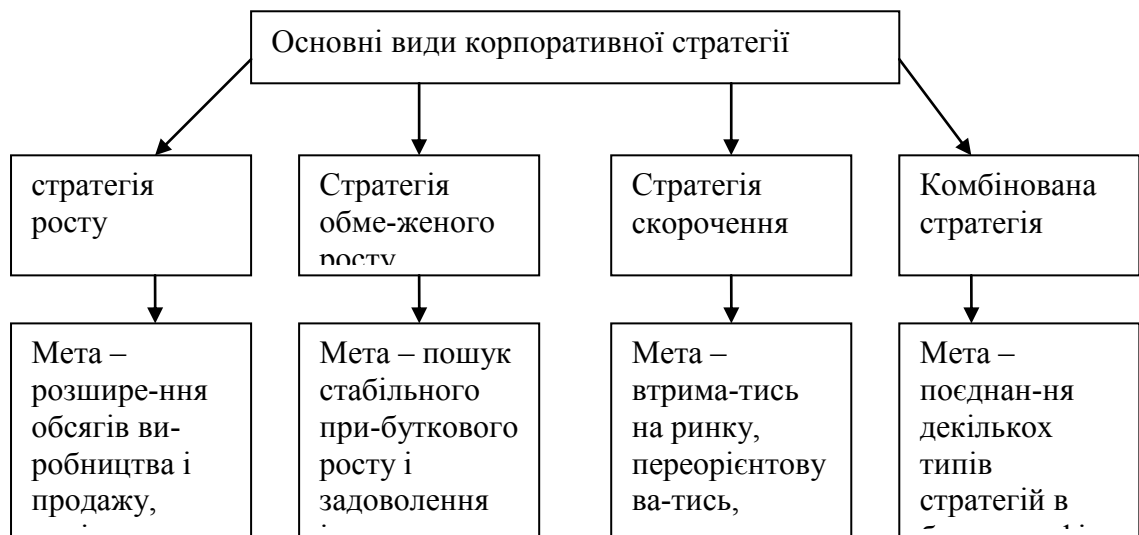 Основні види корпоративної стратегії
стратегія
росту
Стратегія
обме-женого
росту
Стратегія
скорочення
Комбінована
стратегія
Мета –
розшире-ння
обсягів ви-
робництва і
продажу,
Мета – пошук
стабільного
при-буткового
росту і
задоволення
Мета –
втрима-тись
на ринку,
переорієнтову
ва-тись,
Мета –
поєднан-ня
декількох
типів
стратегій в